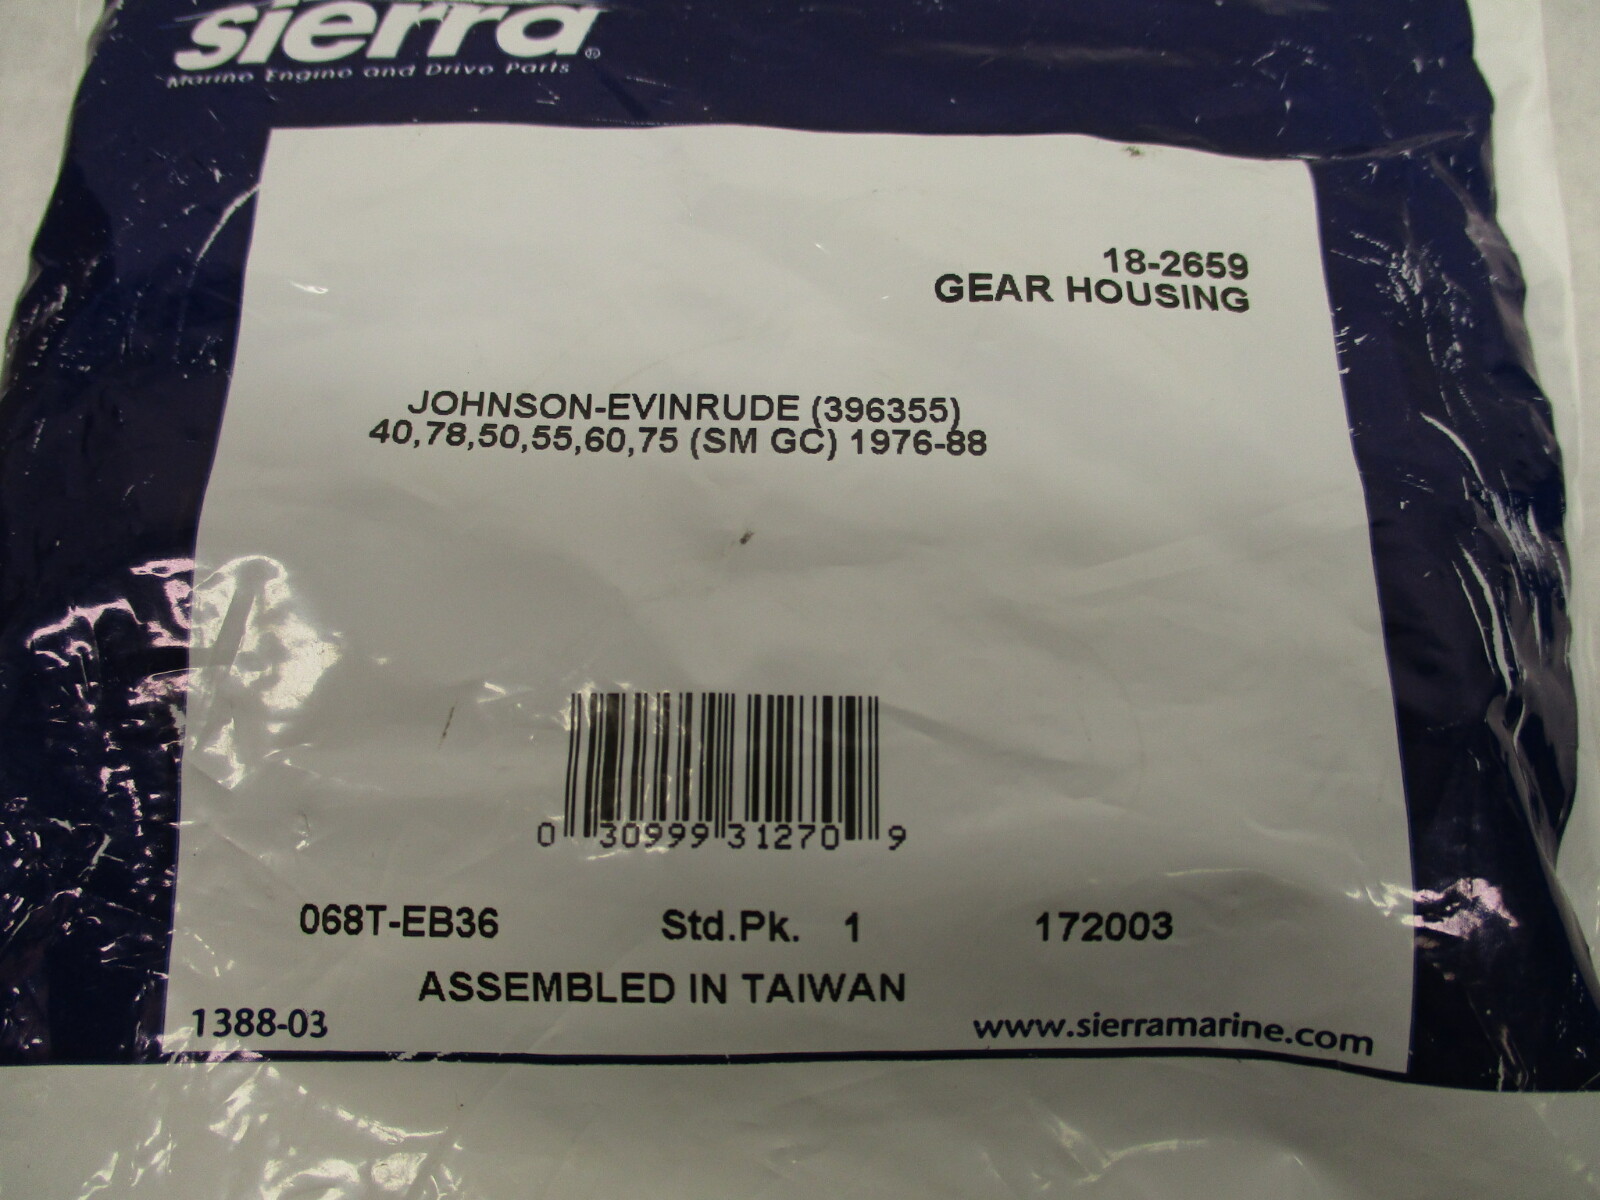 sierra®
Marine Engine and Drive Parts
18-2659
GEAR HOUSING
JOHNSON-EVINRUDE (396355)
40,78,50,55,60,75 (SM GC) 1976-88
0 30999 31270 9
068T-EB36 Std.Pk. 1 172003
ASSEMBLED IN TAIWAN
1388-03 www.sierramarine.com